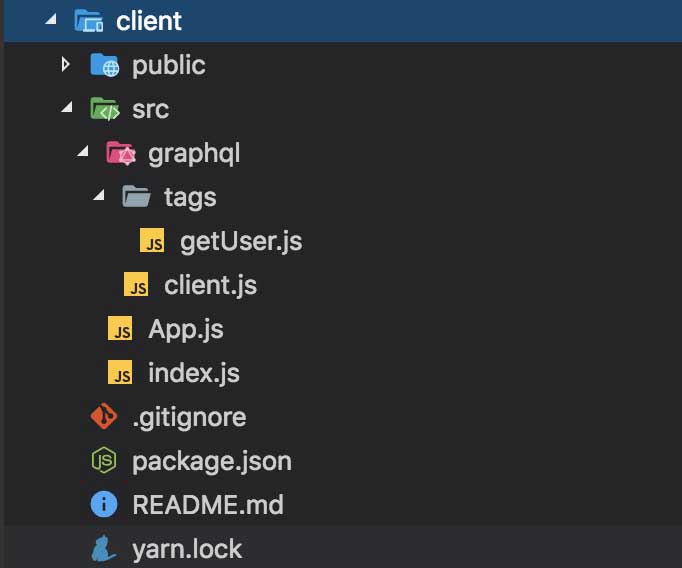 client
public
src
graphql
tags
JS getUser.js
JS client.js
JS App.js
JS index.js
.gitignore
JS package.json
i README.md
yarn.lock